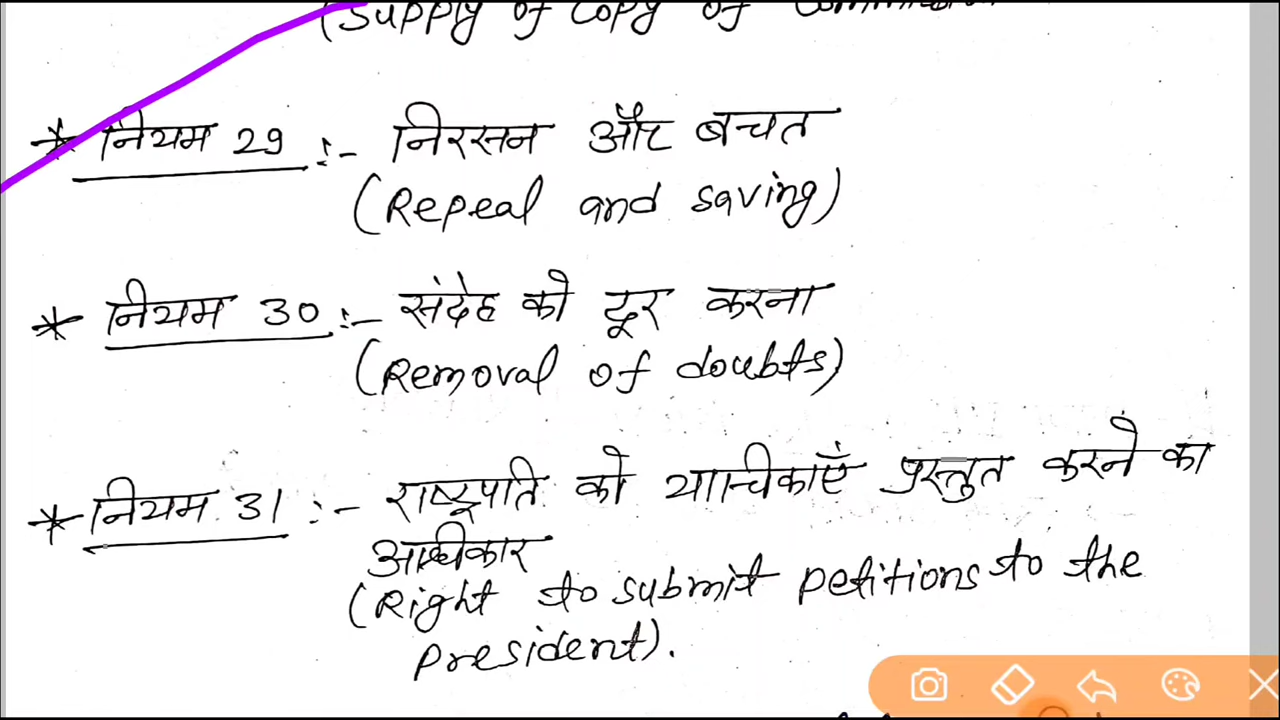 (Supply of Copy of
* नियम 29 :- निरसन और बचत
(Repeal and saving)
* नियम 30 :- संदेह को दूर करना
(Removal of doubts)
* नियम 31 :- राष्ट्रपति को याचिकाएँ प्रस्तुत करने का
अधिकार
(Right to submit petitions to the
president).